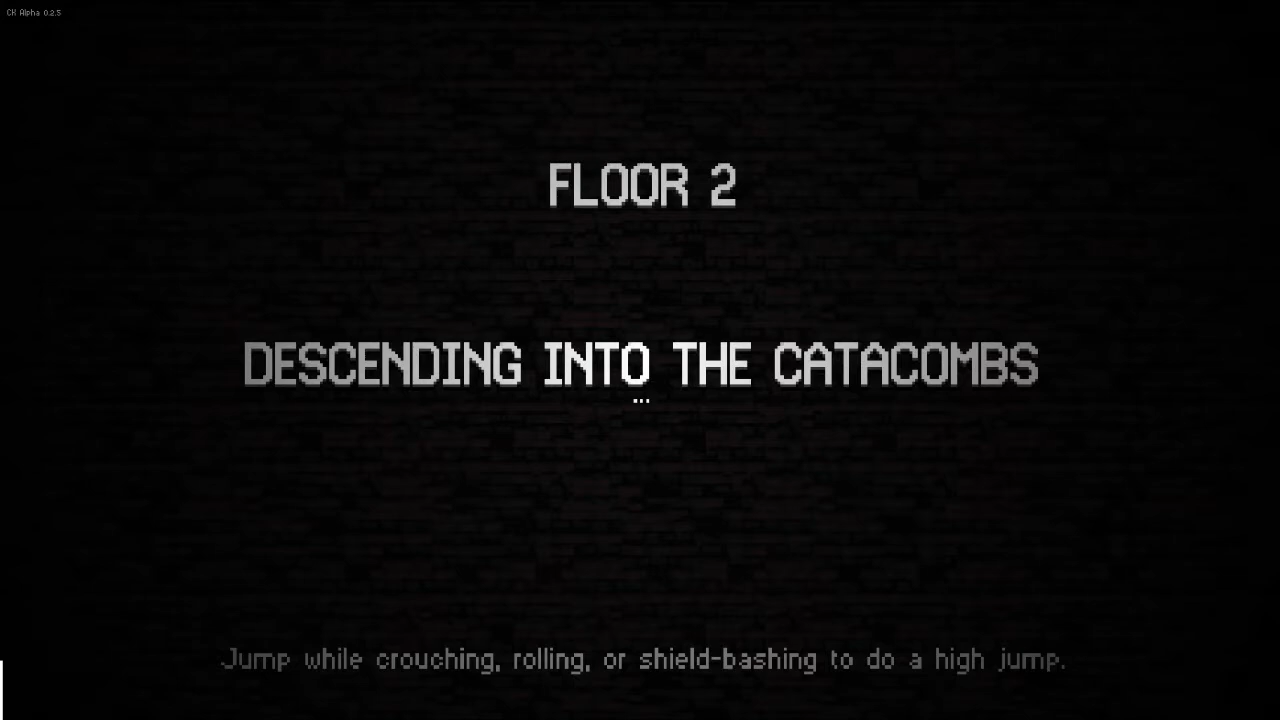 CK Alpha 0.2.5
FLOOR 2
DESCENDING INTO THE CATACOMBS
...
Jump while crouching, rolling, or shield-bashing to do a high jump.